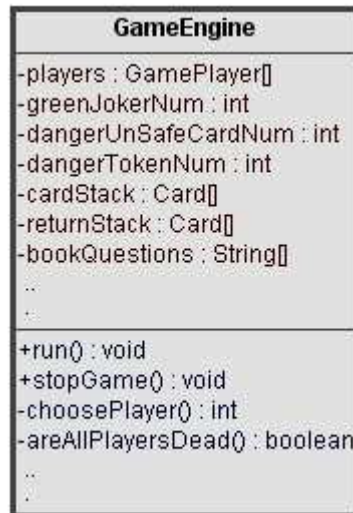 GameEngine
-players : GamePlayer[]
-greenJokerNum : int
-dangerUnSafeCardNum : int
-dangerTokenNum : int
-cardStack : Card[]
-returnStack : Card[]
-bookQuestions : String[]
..
.
+run() : void
+stopGame() : void
-choosePlayer() : int
-areAllPlayersDead() : boolean
..
.